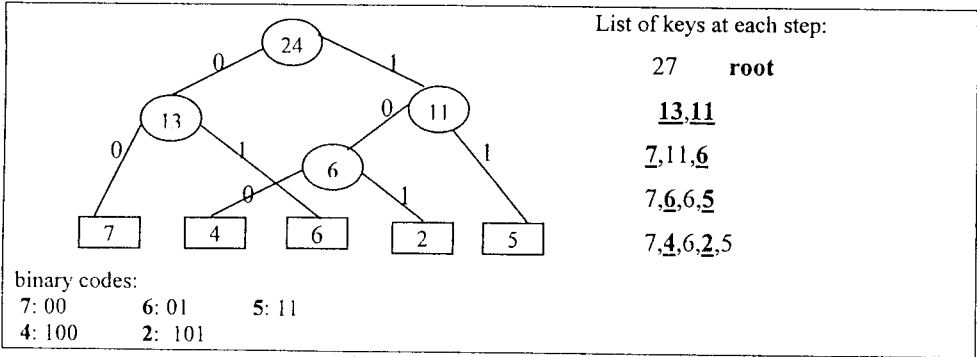 List of keys at each step:
24
0 1
27 root
13 0 11
13,11
0 1 6 1
7,11,6
0 1
7,6,6,5
7 4 6 2 5
7,4,6,2,5
binary codes:
7: 00 6: 01 5: 11
4: 100 2: 101